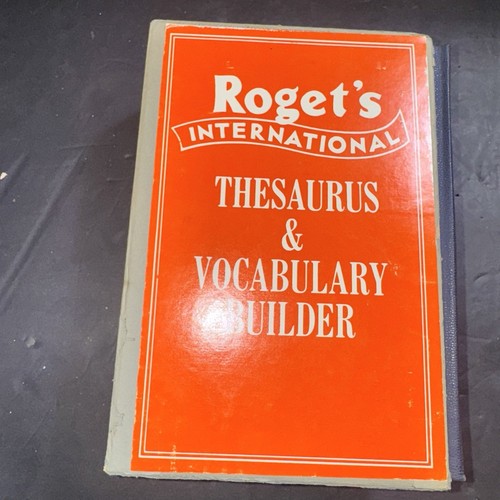 Roget's
INTERNATIONAL
THESAURUS
&
VOCABULARY
BUILDER